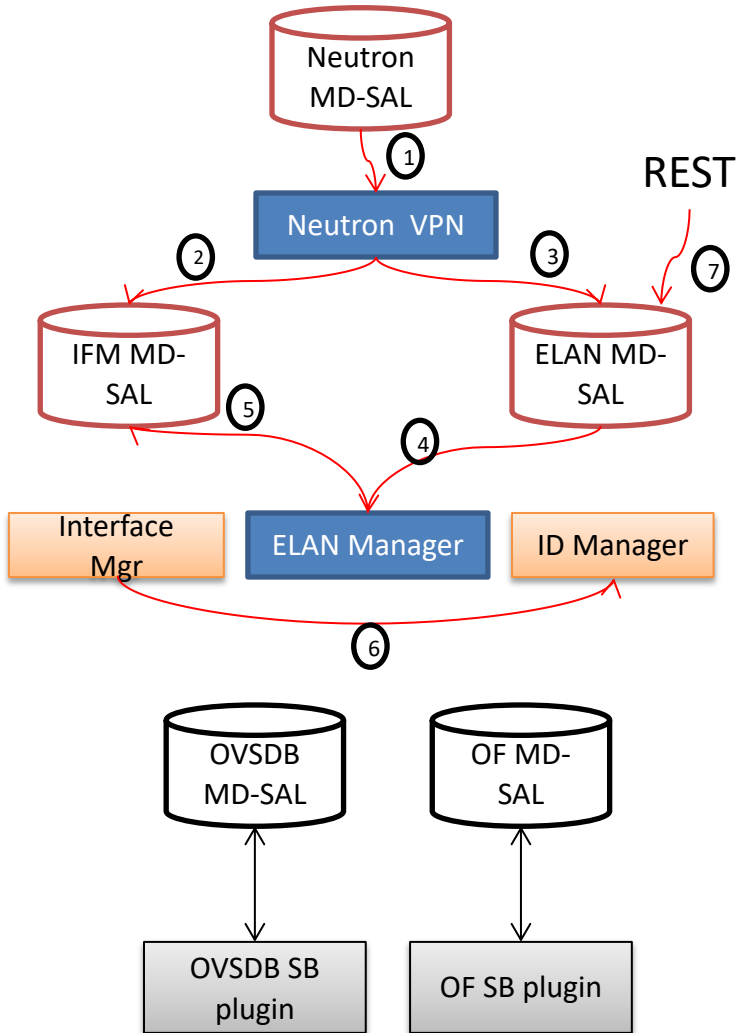 Neutron
MD-SAL
1
REST
Neutron VPN
2
3
7
IFM MD-
SAL
ELAN MD-
SAL
5
4
Interface
Mgr
ELAN Manager
ID Manager
6
OVSDB
MD-SAL
OF MD-
SAL
OVSDB SB
plugin
OF SB plugin